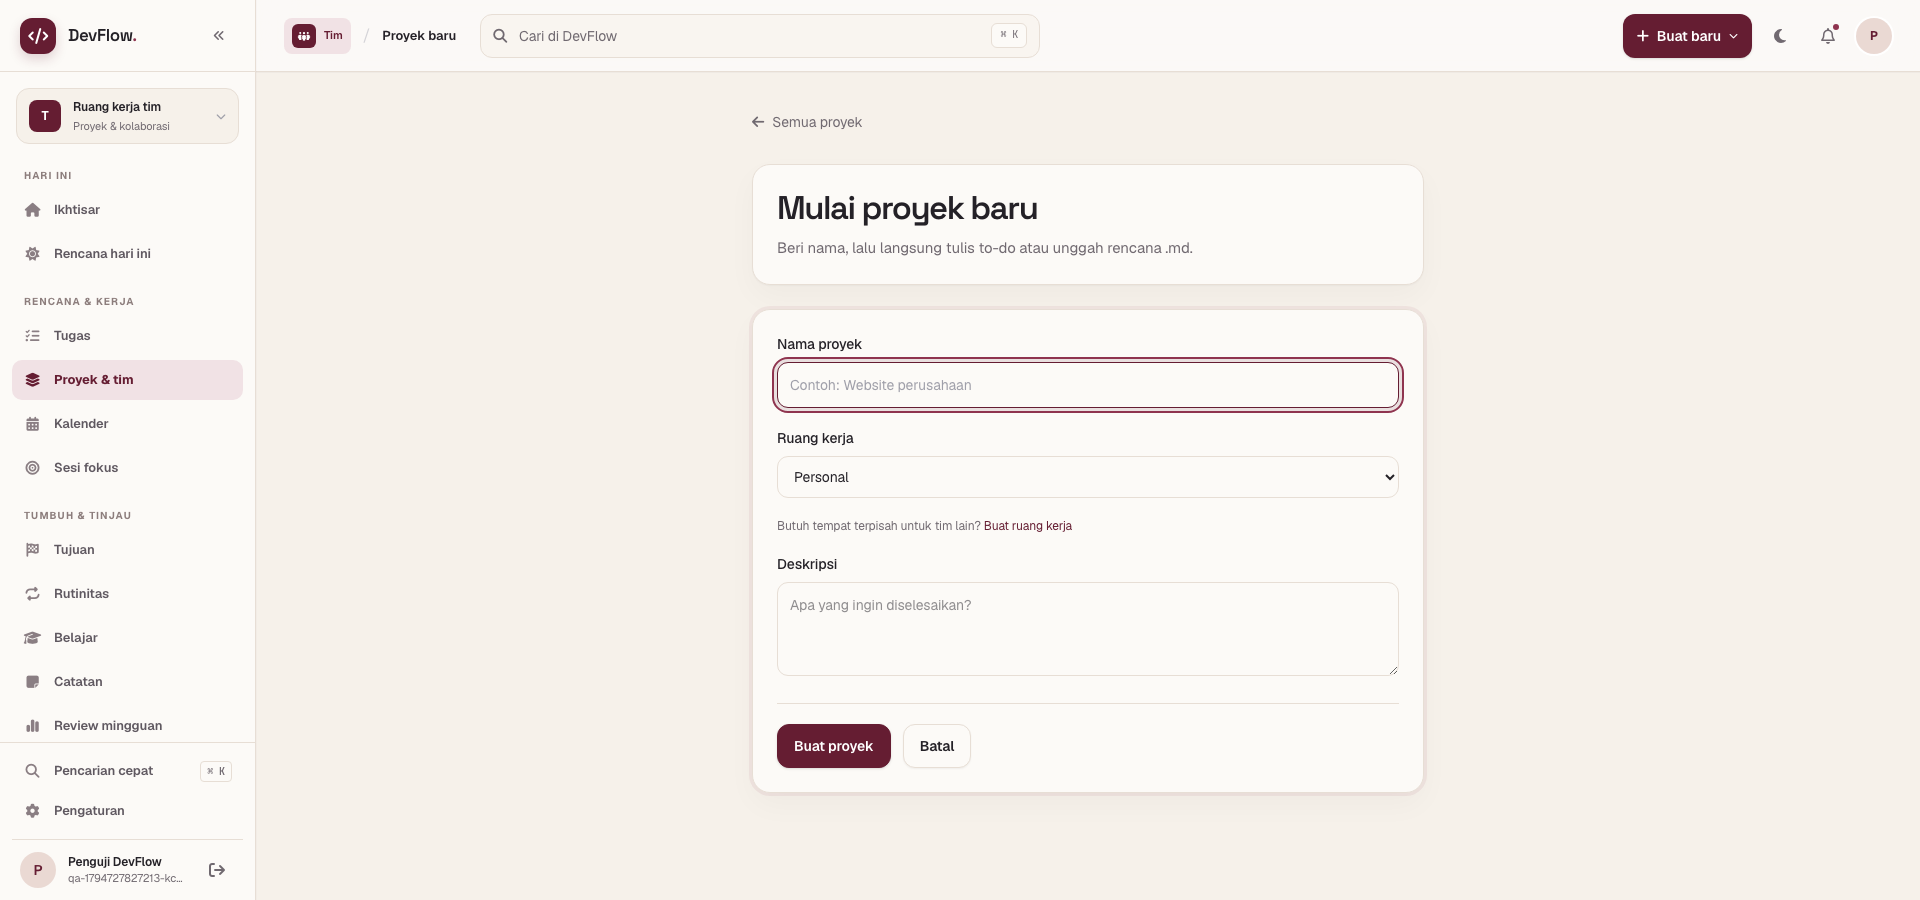 DevFlow.
Tim / Proyek baru
Cari di DevFlow
⌘ K
Buat baru
P
T
Ruang kerja tim
Proyek & kolaborasi
HARI INI
Ikhtisar
Rencana hari ini
RENCANA & KERJA
Tugas
Proyek & tim
Kalender
Sesi fokus
TUMBUH & TINJAU
Tujuan
Rutinitas
Belajar
Catatan
Review mingguan
Pencarian cepat
⌘ K
Pengaturan
P
Penguji DevFlow
qa-1794727827213-kc...
Semua proyek
Mulai proyek baru
Beri nama, lalu langsung tulis to-do atau unggah rencana .md.
Nama proyek
Contoh: Website perusahaan
Ruang kerja
Personal
Butuh tempat terpisah untuk tim lain? Buat ruang kerja
Deskripsi
Apa yang ingin diselesaikan?
Buat proyek
Batal